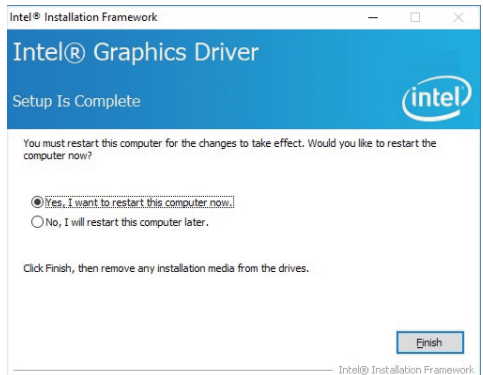 Intel® Installation Framework
Intel® Graphics Driver
Setup Is Complete
intel
You must restart this computer for the changes to take effect. Would you like to restart the
computer now?
Yes, I want to restart this computer now.
No, I will restart this computer later.
Click Finish, then remove any installation media from the drives.
Finish
Intel® Installation Framework